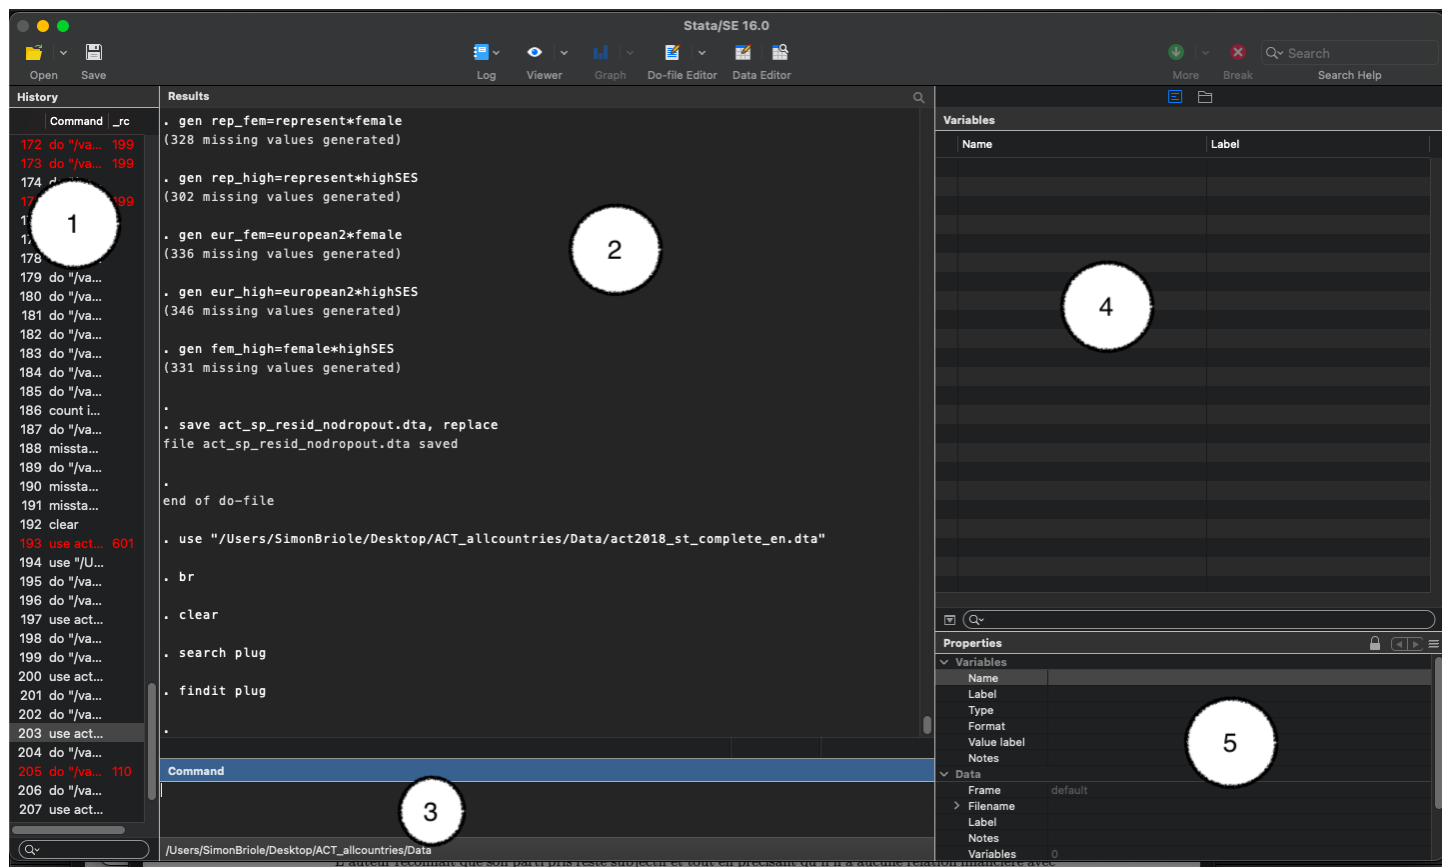 Stata/SE 16.0
Open Save Log Viewer Graph Do-file Editor Data Editor More Break Search Search Help
History
Command _rc
172 do "/va... 199
173 do "/va... 199
174
199
178
179 do "/va...
180 do "/va...
181 do "/va...
182 do "/va...
183 do "/va...
184 do "/va...
185 do "/va...
186 count i...
187 do "/va...
188 missta...
189 do "/va...
190 missta...
191 missta...
192 clear
193 use act... 601
194 use "/U...
195 do "/va...
196 do "/va...
197 use act...
198 do "/va...
199 do "/va...
200 use act...
201 do "/va...
202 do "/va...
203 use act...
204 do "/va...
205 do "/va... 110
206 do "/va...
207 use act...
1
Results
. gen rep_fem=represent*female
(328 missing values generated)
. gen rep_high=represent*highSES
(302 missing values generated)
. gen eur_fem=european2*female
(336 missing values generated)
. gen eur_high=european2*highSES
(346 missing values generated)
. gen fem_high=female*highSES
(331 missing values generated)
.
. save act_sp_resid_nodropout.dta, replace
file act_sp_resid_nodropout.dta saved
.
end of do-file
. use "/Users/SimonBriole/Desktop/ACT_allcountries/Data/act2018_st_complete_en.dta"
. br
. clear
. search plug
. findit plug
.
2
Command
3
/Users/SimonBriole/Desktop/ACT_allcountries/Data
Variables
Name Label
4
Properties
Variables
Name
Label
Type
Format
Value label
Notes
Data
Frame default
Filename
Label
Notes
Variables 0
5